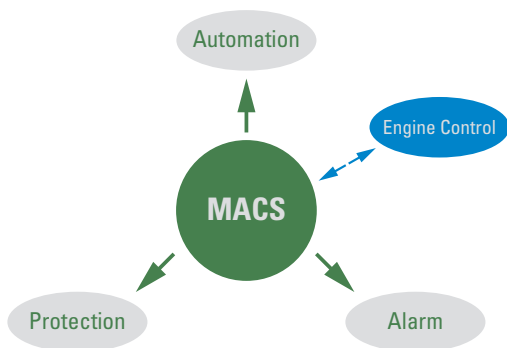 Automation
Engine Control
MACS
Protection
Alarm